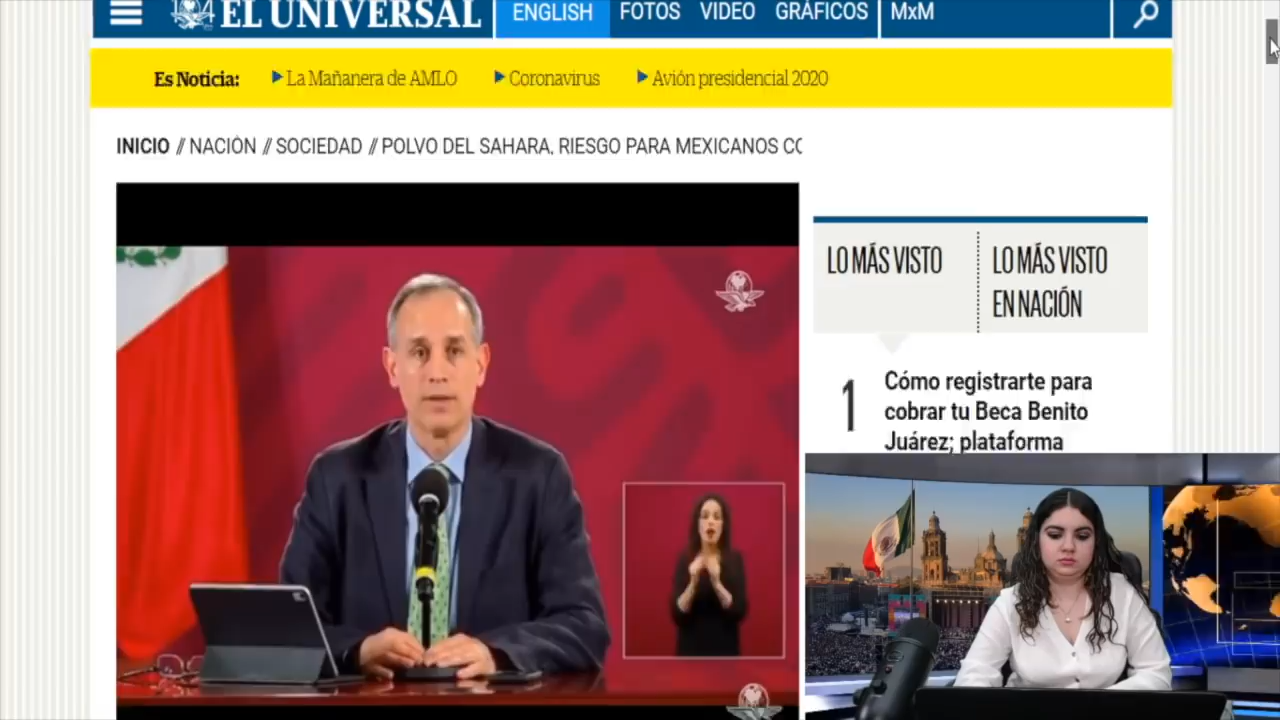 EL UNIVERSAL
ENGLISH
FOTOS
VIDEO
GRÁFICOS
MxM
Es Noticia:
La Mañanera de AMLO
Coronavirus
Avión presidencial 2020
INICIO // NACIÓN // SOCIEDAD // POLVO DEL SAHARA, RIESGO PARA MEXICANOS CO
LO MÁS VISTO
LO MÁS VISTO
EN NACIÓN
1
Cómo registrarte para
cobrar tu Beca Benito
Juárez; plataforma